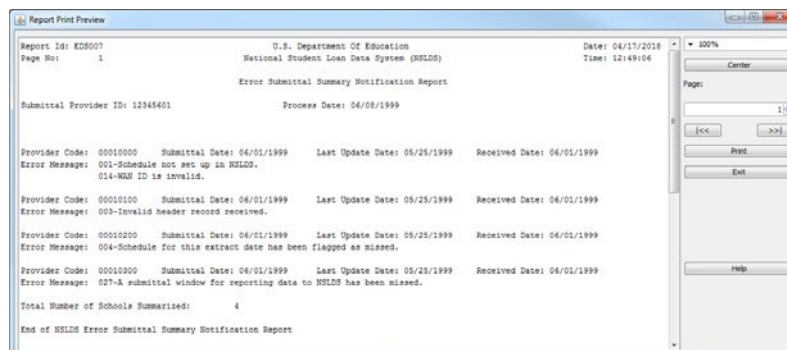 Report Print Preview
Report Id: EDS007 U.S. Department Of Education Date: 04/17/2018
Page No: 1 National Student Loan Data System (NSLDS) Time: 12:49:06
Error Submittal Summary Notification Report
Submittal Provider ID: 12345601 Process Date: 06/08/1999
Provider Code: 00010000 Submittal Date: 06/01/1999 Last Update Date: 05/25/1999 Received Date: 06/01/1999
Error Message: 001-Schedule not set up in NSLDS.
014-WAN ID is invalid.
Provider Code: 00010100 Submittal Date: 06/01/1999 Last Update Date: 05/25/1999 Received Date: 06/01/1999
Error Message: 003-Invalid header record received.
Provider Code: 00010200 Submittal Date: 06/01/1999 Last Update Date: 05/25/1999 Received Date: 06/01/1999
Error Message: 004-Schedule for this extract date has been flagged as missed.
Provider Code: 00010300 Submittal Date: 06/01/1999 Last Update Date: 05/25/1999 Received Date: 06/01/1999
Error Message: 027-A submittal window for reporting data to NSLDS has been missed.
Total Number of Schools Summarized: 4
End of NSLDS Error Submittal Summary Notification Report
100%
Center
Page:
1
|<< >>|
Print
Exit
Help